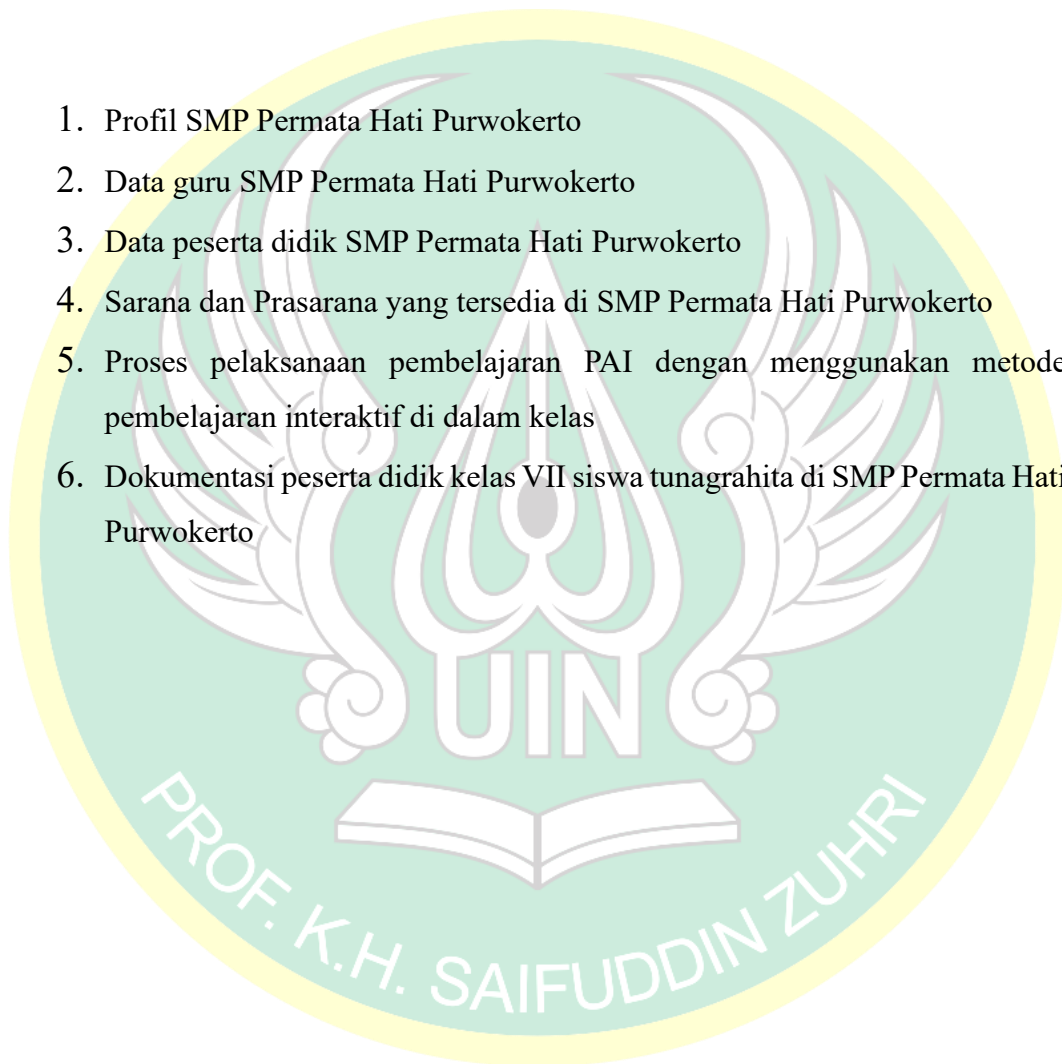 1. Profil SMP Permata Hati Purwokerto
2. Data guru SMP Permata Hati Purwokerto
3. Data peserta didik SMP Permata Hati Purwokerto
4. Sarana dan Prasarana yang tersedia di SMP Permata Hati Purwokerto
5. Proses pelaksanaan pembelajaran PAI dengan menggunakan metode
pembelajaran interaktif di dalam kelas
6. Dokumentasi peserta didik kelas VII siswa tunagrahita di SMP Permata Hati
Purwokerto
UIN
PROF. K.H. SAIFUDDIN ZUHRI